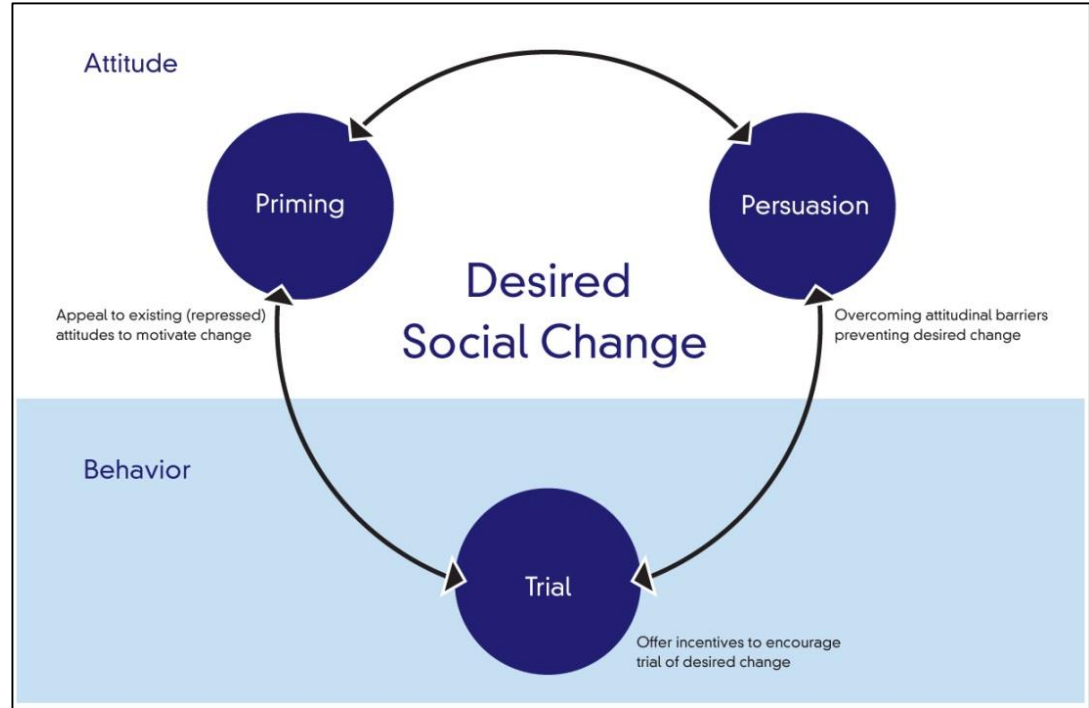 Attitude
Priming
Persuasion
Desired
Social Change
Appeal to existing (repressed)
attitudes to motivate change
Overcoming attitudinal barriers
preventing desired change
Behavior
Trial
Offer incentives to encourage
trial of desired change